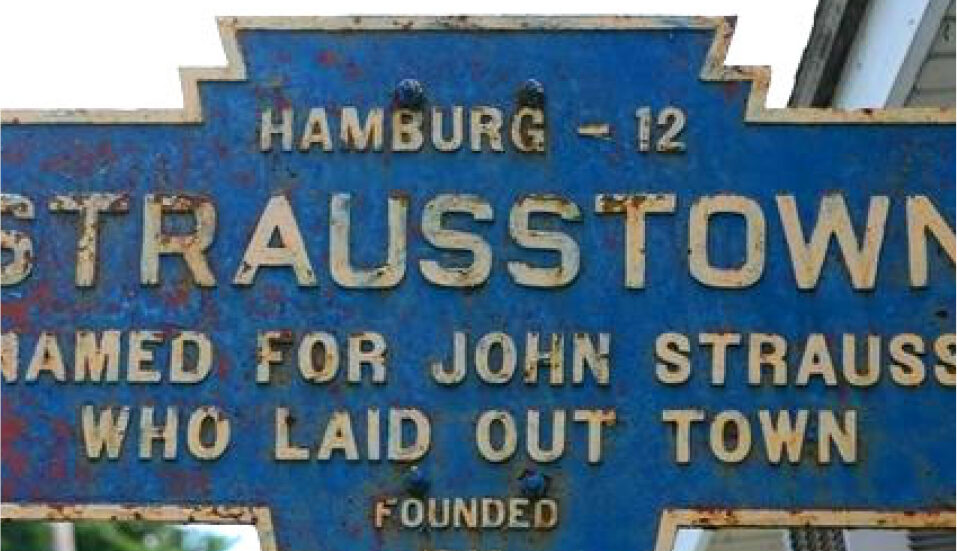 HAMBURG - 12
STRAUSSTOWN
NAMED FOR JOHN STRAUSS
WHO LAID OUT TOWN
FOUNDED